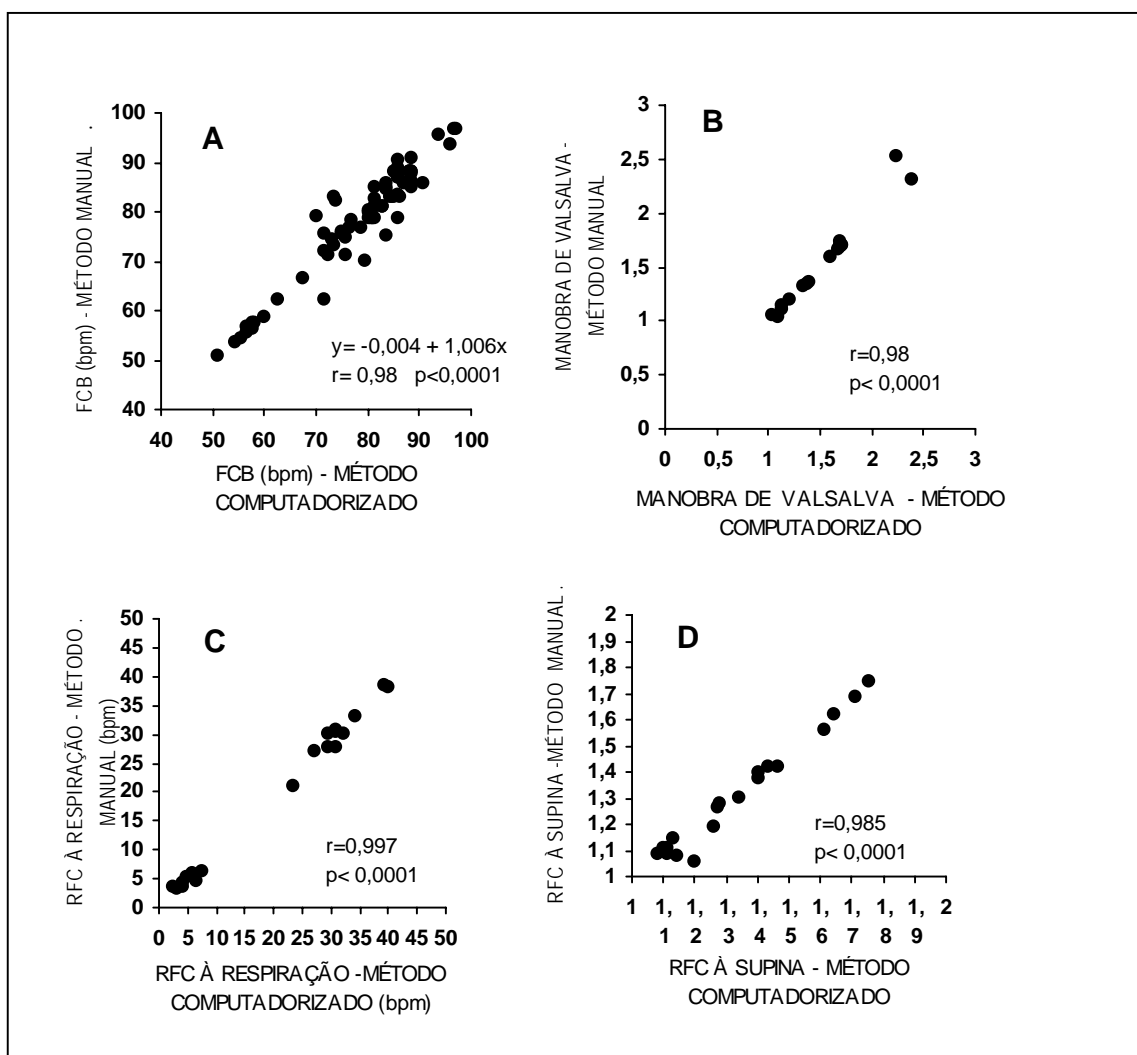 A
FCB (bpm) - MÉTODO MANUAL .
100
90
80
70
60
50
40
y= -0,004 + 1,006x
r= 0,98 p<0,0001
40 50 60 70 80 90 100
FCB (bpm) - MÉTODO
COMPUTADORIZADO
B
MANOBRA DE VALSALVA -
MÉTODO MANUAL
3
2,5
2
1,5
1
0,5
0
r=0,98
p< 0,0001
0 0,5 1 1,5 2 2,5 3
MANOBRA DE VALSALVA - MÉTODO
COMPUTADORIZADO
C
RFC À RESPIRAÇÃO - MÉTODO .
MANUAL (bpm)
50
45
40
35
30
25
20
15
10
5
0
r=0,997
p< 0,0001
0 5 10 15 20 25 30 35 40 45 50
RFC À RESPIRAÇÃO -MÉTODO
COMPUTADORIZADO (bpm)
D
RFC À SUPINA -MÉTODO MANUAL .
2
1,9
1,8
1,7
1,6
1,5
1,4
1,3
1,2
1,1
1
r=0,985
p< 0,0001
1 1, 1, 1, 1, 1, 1, 1, 1, 1, 2
1 2 3 4 5 6 7 8 9
RFC À SUPINA - MÉTODO
COMPUTADORIZADO